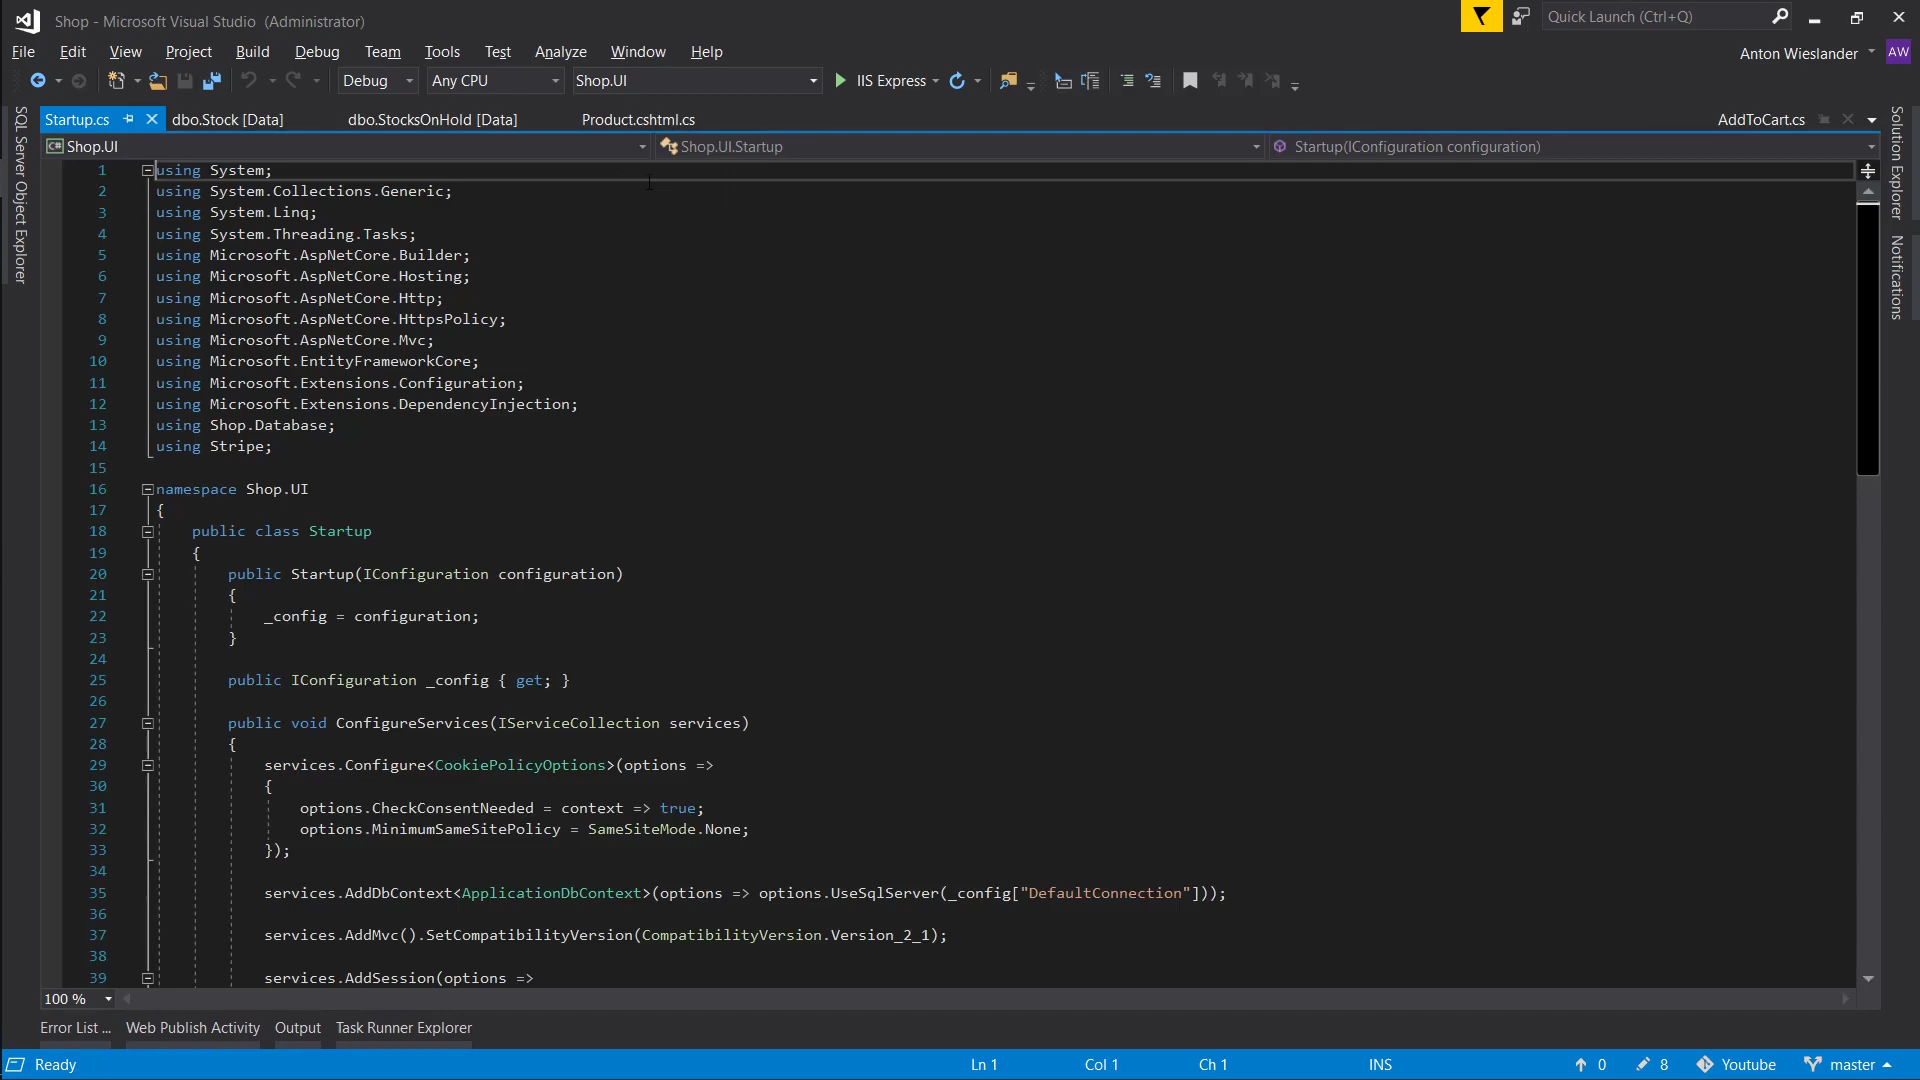 Shop - Microsoft Visual Studio (Administrator)
Quick Launch (Ctrl+Q)
File Edit View Project Build Debug Team Tools Test Analyze Window Help
Anton Wieslander AW
Debug Any CPU Shop.UI IIS Express
SQL Server Object Explorer
Startup.cs dbo.Stock [Data] dbo.StocksOnHold [Data] Product.cshtml.cs AddToCart.cs
Solution Explorer
Notifications
C# Shop.UI Shop.UI.Startup Startup(IConfiguration configuration)
1 using System;
2 using System.Collections.Generic;
3 using System.Linq;
4 using System.Threading.Tasks;
5 using Microsoft.AspNetCore.Builder;
6 using Microsoft.AspNetCore.Hosting;
7 using Microsoft.AspNetCore.Http;
8 using Microsoft.AspNetCore.HttpsPolicy;
9 using Microsoft.AspNetCore.Mvc;
10 using Microsoft.EntityFrameworkCore;
11 using Microsoft.Extensions.Configuration;
12 using Microsoft.Extensions.DependencyInjection;
13 using Shop.Database;
14 using Stripe;
15
16 namespace Shop.UI
17 {
18 public class Startup
19 {
20 public Startup(IConfiguration configuration)
21 {
22 _config = configuration;
23 }
24
25 public IConfiguration _config { get; }
26
27 public void ConfigureServices(IServiceCollection services)
28 {
29 services.Configure<CookiePolicyOptions>(options =>
30 {
31 options.CheckConsentNeeded = context => true;
32 options.MinimumSameSitePolicy = SameSiteMode.None;
33 });
34
35 services.AddDbContext<ApplicationDbContext>(options => options.UseSqlServer(_config["DefaultConnection"]));
36
37 services.AddMvc().SetCompatibilityVersion(CompatibilityVersion.Version_2_1);
38
39 services.AddSession(options =>
100 %
Error List ... Web Publish Activity Output Task Runner Explorer
Ready Ln 1 Col 1 Ch 1 INS 0 8 Youtube master